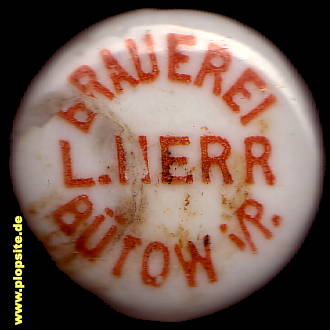 BRAUEREI
L. HERR
BÜTOW i/R.
www.plopsite.de